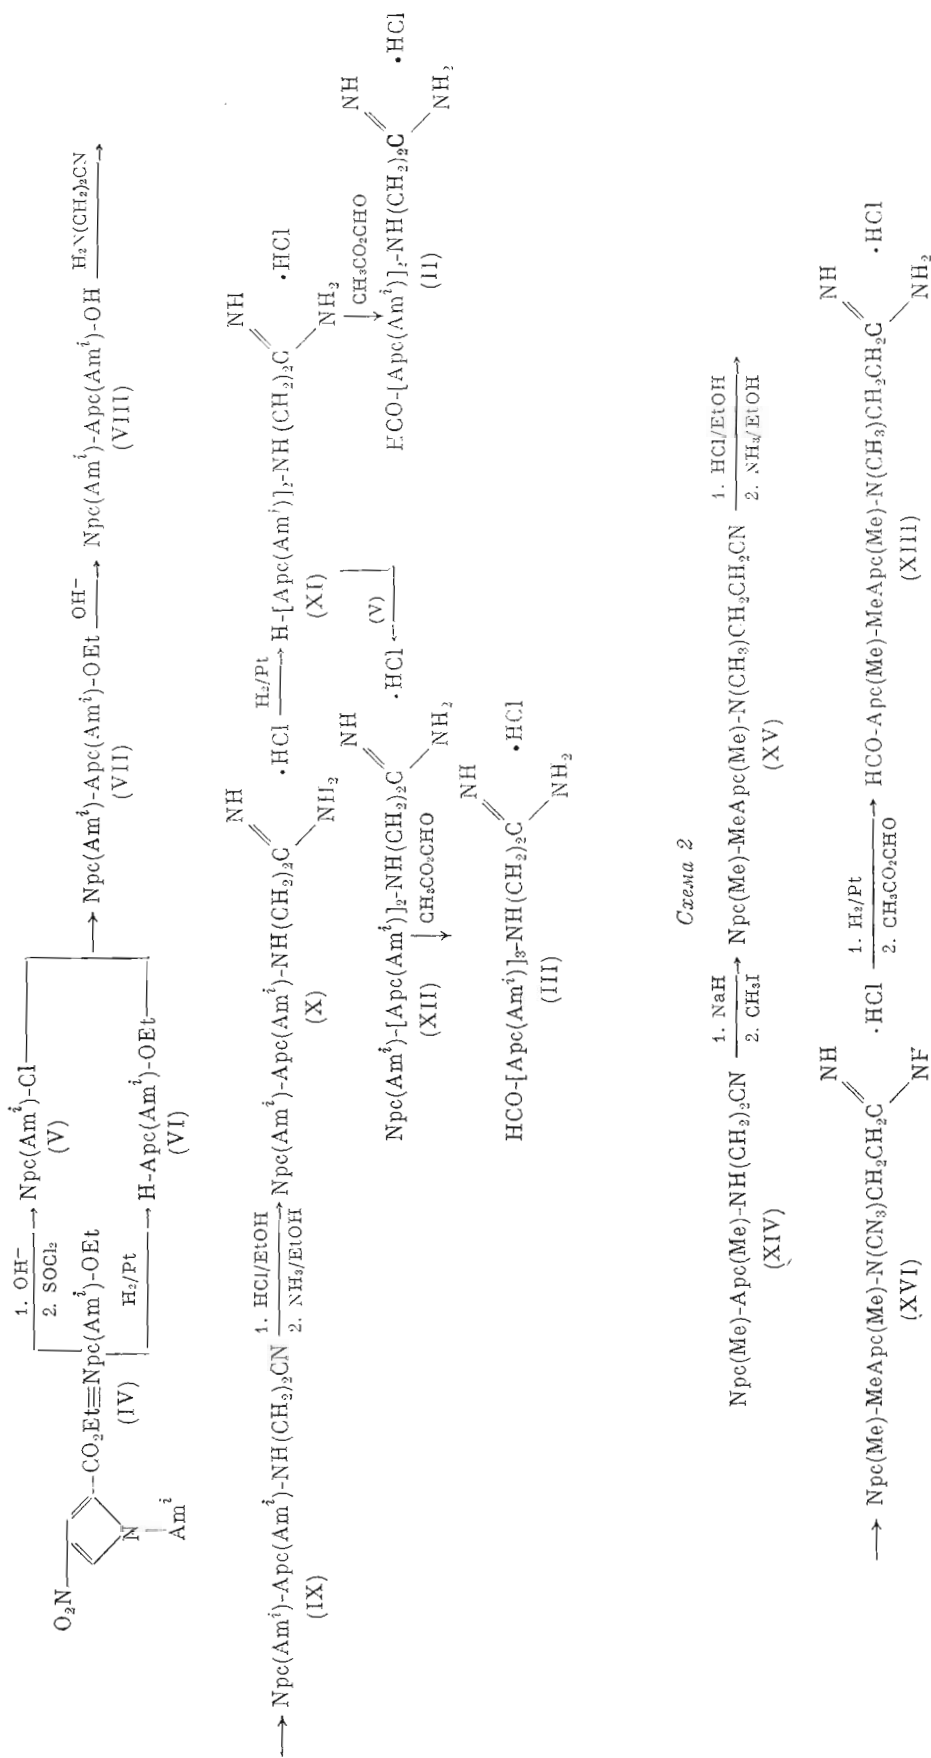 O₂N
N
Amⁱ
—CO₂Et≡Npc(Amⁱ)-OEt
(IV)
1. OH⁻
2. SOCl₂
Npc(Amⁱ)-Cl
(V)
H₂/Pt
H-Apc(Amⁱ)-OEt
(VI)
→ Npc(Amⁱ)-Apc(Amⁱ)-OEt
(VII)
OH⁻
→ Npc(Amⁱ)-Apc(Amⁱ)-OH
(VIII)
H₂N(CH₂)₂CN
→
→ Npc(Amⁱ)-Apc(Amⁱ)-NH(CH₂)₂CN
(IX)
1. HCl/EtOH
2. NH₃/EtOH
→ Npc(Amⁱ)-Apc(Amⁱ)-NH(CH₂)₂C
NH
NH₂
·HCl
(X)
H₂/Pt
→ H-[Apc(Amⁱ)]₂-NH(CH₂)₂C
NH
NH₂
·HCl
(XI)
(V)
CH₃CO₂CHO
HCO-[Apc(Amⁱ)]₂-NH(CH₂)₂C
NH
NH₂
·HCl
(II)
Npc(Amⁱ)-[Apc(Amⁱ)]₂-NH(CH₂)₂C
NH
NH₂
·HCl
(XII)
CH₃CO₂CHO
HCO-[Apc(Amⁱ)]₃-NH(CH₂)₂C
NH
NH₂
·HCl
(III)
Схема 2
Npc(Me)-Apc(Me)-NH(CH₂)₂CN
(XIV)
1. NaH
2. CH₃I
→ Npc(Me)-MeApc(Me)-N(CH₃)CH₂CH₂CN
(XV)
1. HCl/EtOH
2. NH₃/EtOH
→
→ Npc(Me)-MeApc(Me)-N(CN₃)CH₂CH₂C
NH
NF
·HCl
(XVI)
1. H₂/Pt
2. CH₃CO₂CHO
→ HCO-Apc(Me)-MeApc(Me)-N(CH₃)CH₂CH₂C
NH
NH₂
·HCl
(XIII)